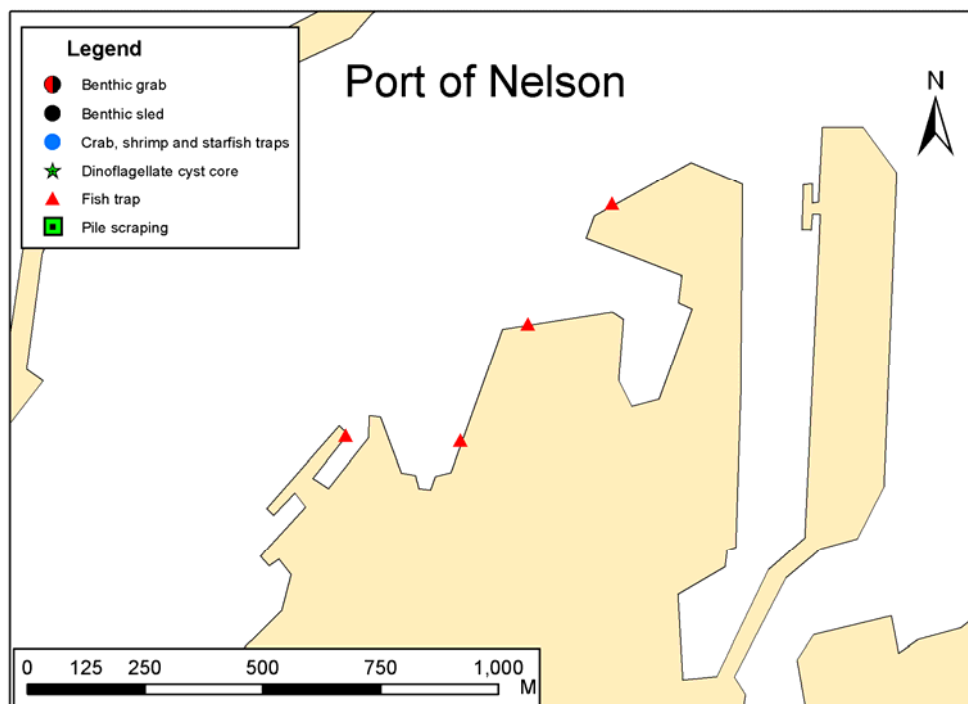 Legend
Benthic grab
Benthic sled
Crab, shrimp and starfish traps
Dinoflagellate cyst core
Fish trap
Pile scraping
Port of Nelson
N
0 125 250 500 750 1,000
M